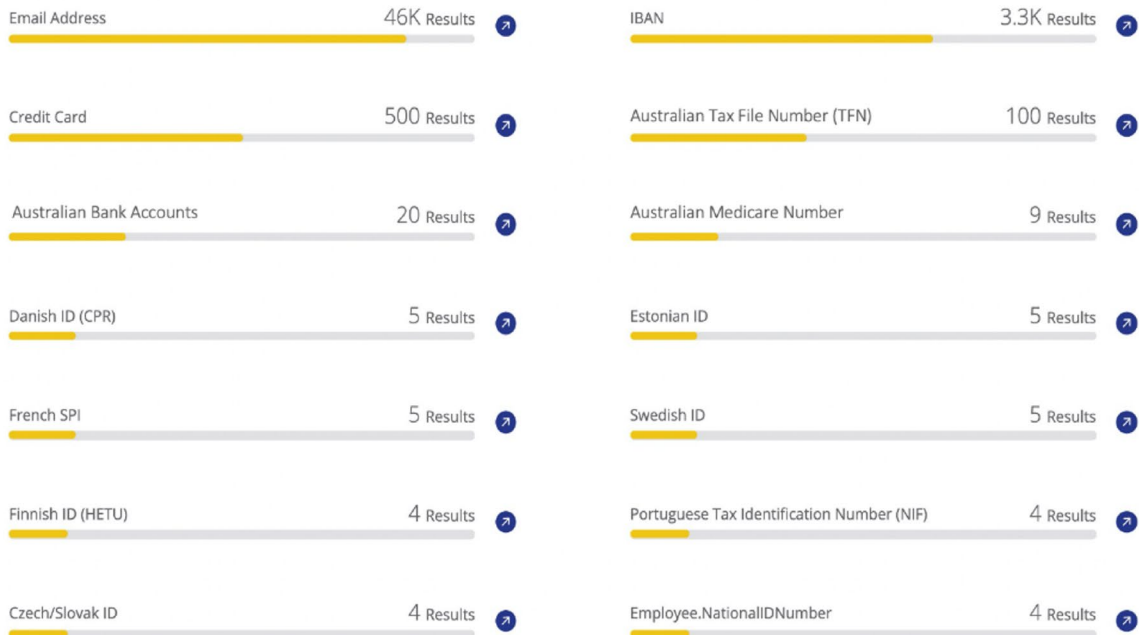 Email Address 46K Results
IBAN 3.3K Results
Credit Card 500 Results
Australian Tax File Number (TFN) 100 Results
Australian Bank Accounts 20 Results
Australian Medicare Number 9 Results
Danish ID (CPR) 5 Results
Estonian ID 5 Results
French SPI 5 Results
Swedish ID 5 Results
Finnish ID (HETU) 4 Results
Portuguese Tax Identification Number (NIF) 4 Results
Czech/Slovak ID 4 Results
Employee.NationalIDNumber 4 Results